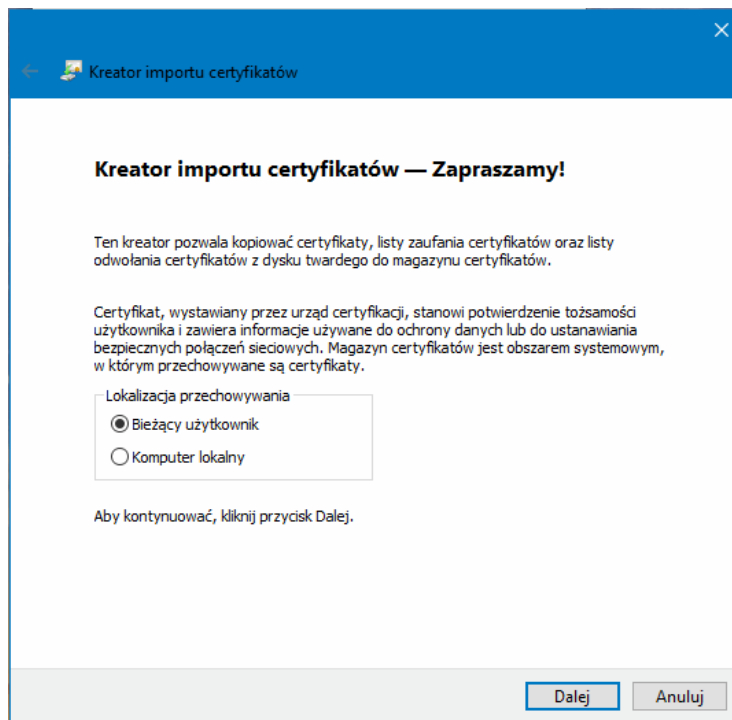 Kreator importu certyfikatów
Kreator importu certyfikatów — Zapraszamy!
Ten kreator pozwala kopiować certyfikaty, listy zaufania certyfikatów oraz listy
odwołania certyfikatów z dysku twardego do magazynu certyfikatów.
Certyfikat, wystawiany przez urząd certyfikacji, stanowi potwierdzenie tożsamości
użytkownika i zawiera informacje używane do ochrony danych lub do ustanawiania
bezpiecznych połączeń sieciowych. Magazyn certyfikatów jest obszarem systemowym,
w którym przechowywane są certyfikaty.
Lokalizacja przechowywania
Bieżący użytkownik
Komputer lokalny
Aby kontynuować, kliknij przycisk Dalej.
Dalej
Anuluj